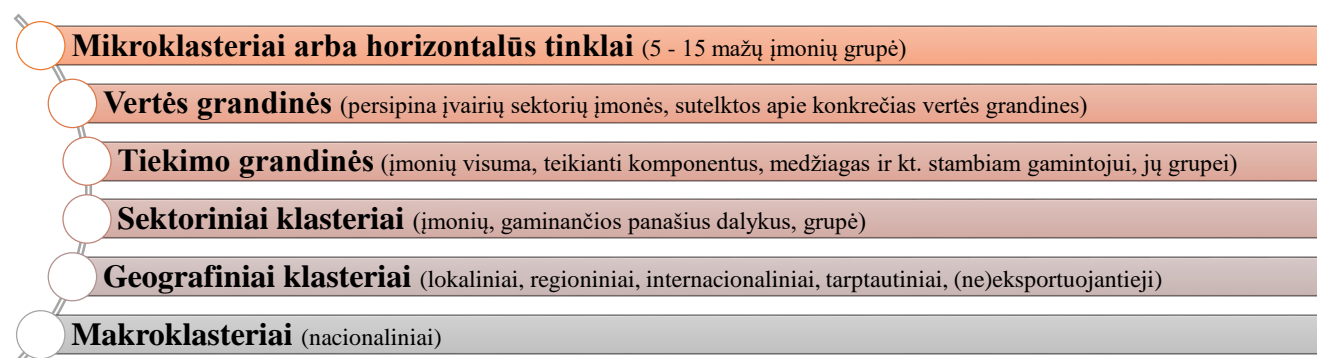 Mikroklasteriai arba horizontalūs tinklai (5 - 15 mažų įmonių grupė)
Vertės grandinės (persipina įvairių sektorių įmonės, sutelktos apie konkrečias vertės grandines)
Tiekimo grandinės (įmonių visuma, teikianti komponentus, medžiagas ir kt. stambiam gamintojui, jų grupei)
Sektoriniai klasteriai (įmonių, gaminančios panašius dalykus, grupė)
Geografiniai klasteriai (lokaliniai, regioniniai, internacionaliniai, tarptautiniai, (ne)eksportuojantieji)
Makroklasteriai (nacionaliniai)